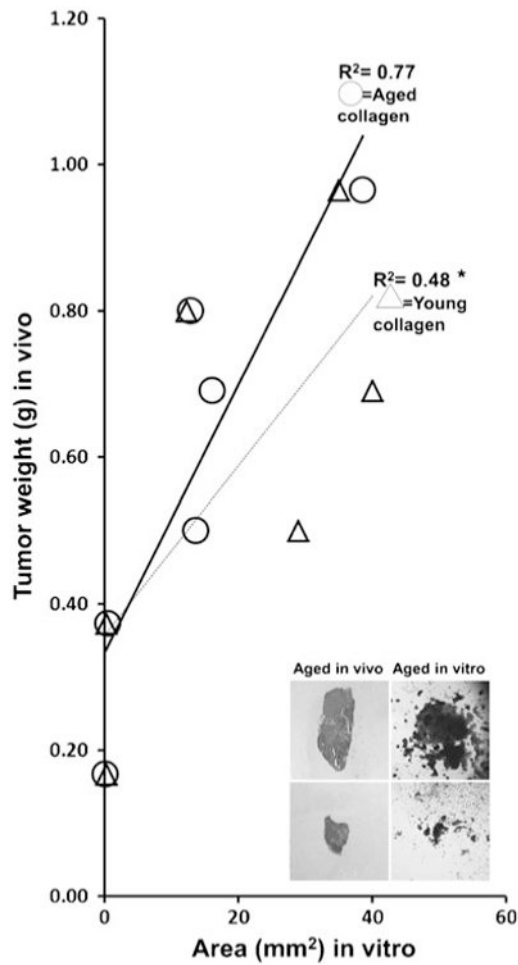 1.20
R²= 0.77
○=Aged
collagen
1.00
R²= 0.48 *
△=Young
collagen
0.80
Tumor weight (g) in vivo
0.60
0.40
Aged in vivo Aged in vitro
0.20
0.00
0 20 40 60
Area (mm²) in vitro